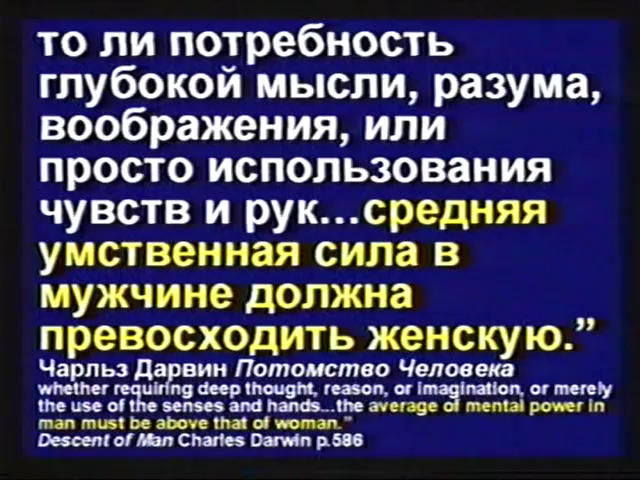 то ли потребность
глубокой мысли, разума,
воображения, или
просто использования
чувств и рук...средняя
умственная сила в
мужчине должна
превосходить женскую.”
Чарльз Дарвин Потомство Человека
whether requiring deep thought, reason, or imagination, or merely
the use of the senses and hands...the average of mental power in
man must be above that of woman.”
Descent of Man Charles Darwin p.586